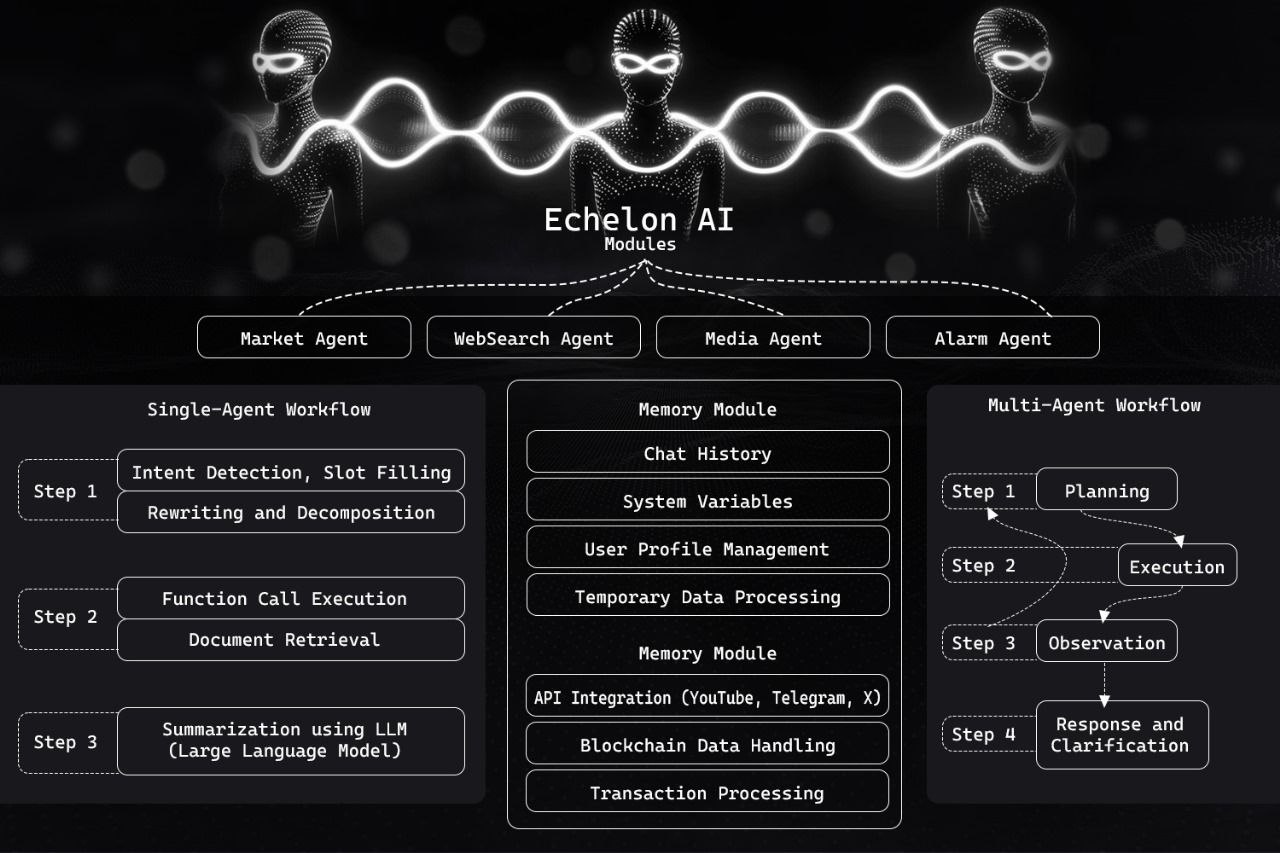 Echelon AI
Modules
Market Agent
WebSearch Agent
Media Agent
Alarm Agent
Single-Agent Workflow
Step 1
Intent Detection, Slot Filling
Rewriting and Decomposition
Step 2
Function Call Execution
Document Retrieval
Step 3
Summarization using LLM
(Large Language Model)
Memory Module
Chat History
System Variables
User Profile Management
Temporary Data Processing
Memory Module
API Integration (YouTube, Telegram, X)
Blockchain Data Handling
Transaction Processing
Multi-Agent Workflow
Step 1
Planning
Step 2
Execution
Step 3
Observation
Step 4
Response and
Clarification